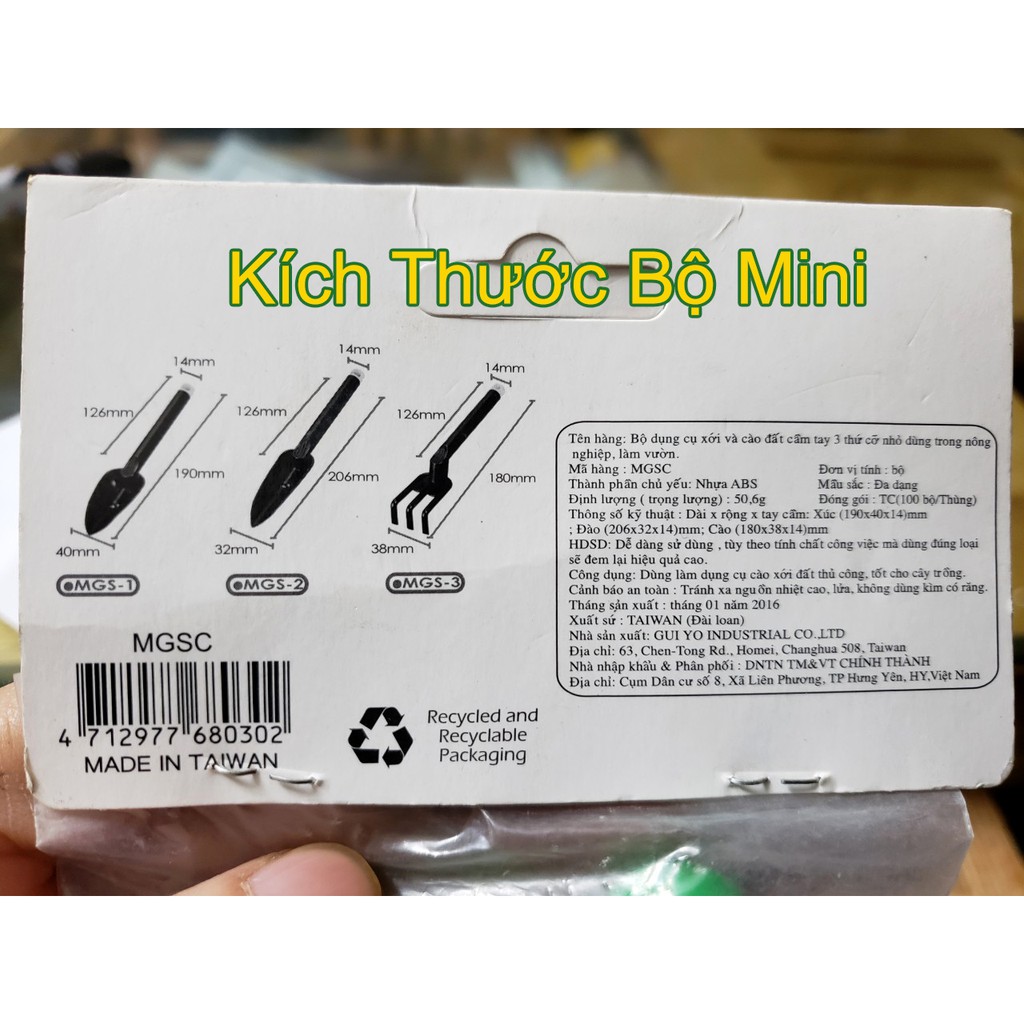 Kích Thước Bộ Mini
14mm
126mm
190mm
40mm
MGS-1
14mm
126mm
206mm
32mm
MGS-2
14mm
126mm
180mm
38mm
MGS-3
Tên hàng: Bộ dụng cụ xới và cào đất cầm tay 3 thứ cỡ nhỏ dùng trong nông
nghiệp, làm vườn.
Mã hàng : MGSC Đơn vị tính : bộ
Thành phần chủ yếu: Nhựa ABS Mầu sắc : Đa dạng
Định lượng ( trọng lượng) : 50,6g Đóng gói : TC(100 bộ/Thùng)
Thông số kỹ thuật : Dài x rộng x tay cầm: Xúc (190x40x14)mm
; Đào (206x32x14)mm; Cào (180x38x14)mm
HDSD: Dễ dàng sử dùng , tùy theo tính chất công việc mà dùng đúng loại
sẽ đem lại hiệu quả cao.
Công dụng: Dùng làm dụng cụ cào xới đất thủ công, tốt cho cây trồng.
Cảnh báo an toàn : Tránh xa nguồn nhiệt cao, lửa, không dùng kìm có răng.
Tháng sản xuất : tháng 01 năm 2016
Xuất sứ : TAIWAN (Đài loan)
Nhà sản xuất: GUI YO INDUSTRIAL CO.,LTD
Địa chỉ: 63, Chen-Tong Rd., Homei, Changhua 508, Taiwan
Nhà nhập khẩu & Phân phối : DNTN TM&VT CHÍNH THÀNH
Địa chỉ: Cụm Dân cư số 8, Xã Liên Phương, TP Hưng Yên, HY,Việt Nam
MGSC
4 712977 680302
MADE IN TAIWAN
Recycled and
Recyclable
Packaging